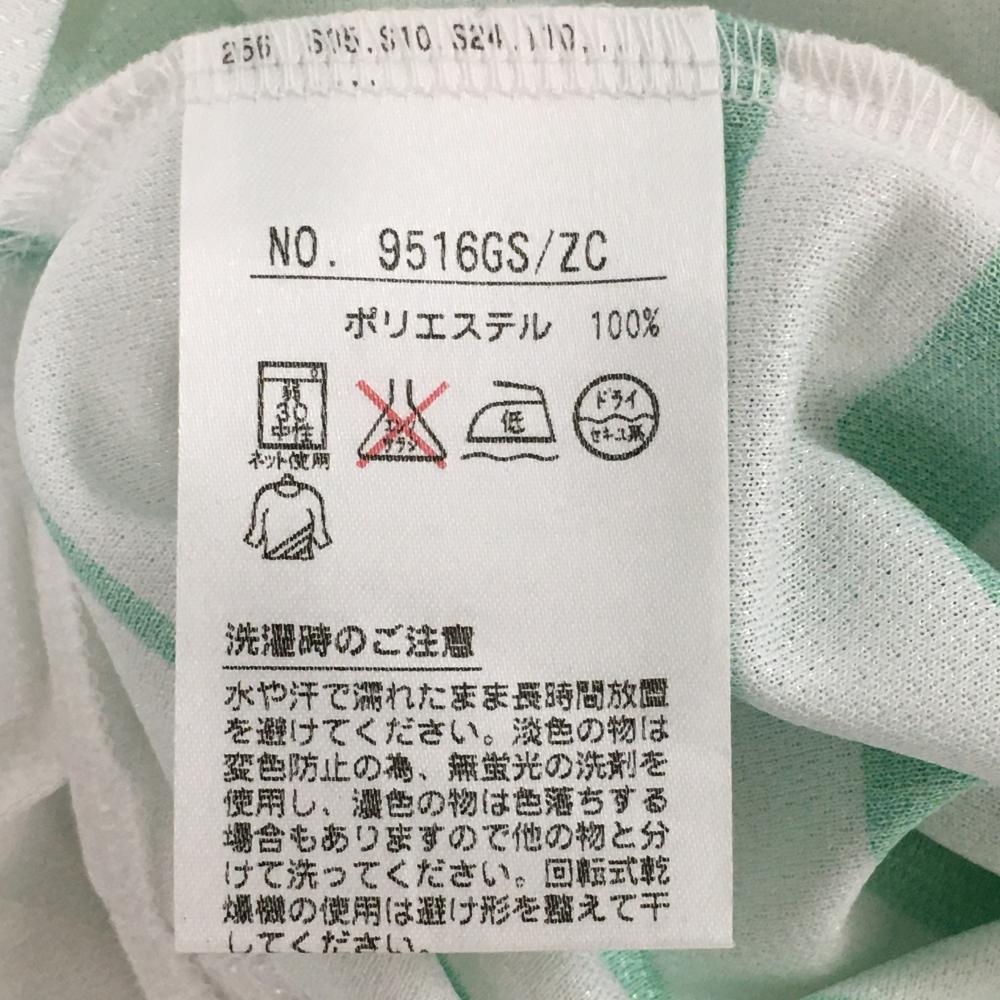 256 S05.S10 S24.110...
NO. 9516GS/ZC
ポリエステル 100%
弱
30
中性
ネット使用
エンソ
サラシ
低
ドライ
セキユ系
洗濯時のご注意
水や汗で濡れたまま長時間放置
を避けてください。淡色の物は
変色防止の為、無蛍光の洗剤を
使用し、濃色の物は色落ちする
場合もありますので他の物と分
けて洗ってください。回転式乾
燥機の使用は避け形を整えて干
してください。